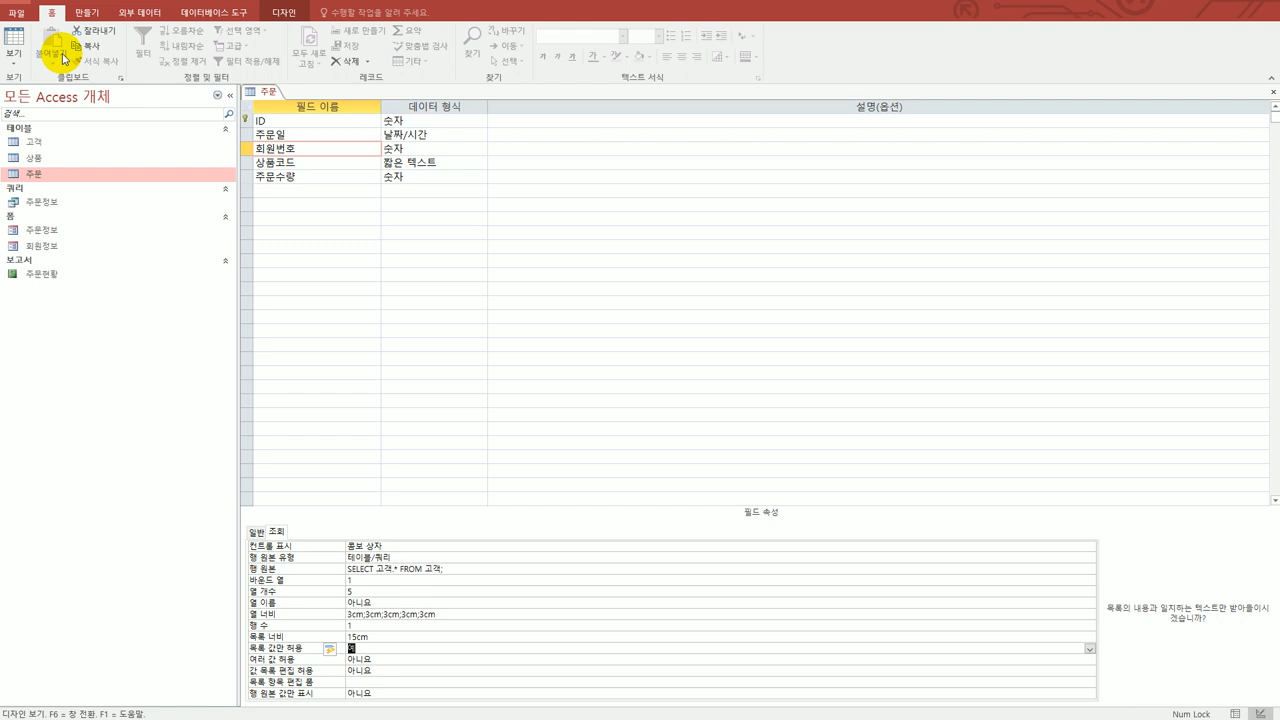 파일 홈 만들기 외부 데이터 데이터베이스 도구 디자인 수행할 작업을 알려 주세요.
보기
보기
붙여넣기
잘라내기
복사
서식 복사
클립보드
필터
오름차순
내림차순
정렬 제거
선택 영역
고급
필터 적용/해제
정렬 및 필터
모두 새로
고침
새로 만들기
저장
삭제
요약
맞춤법 검사
기타
레코드
찾기
바꾸기
이동
선택
찾기
가 가 가 가
텍스트 서식
모든 Access 개체
검색...
테이블
고객
상품
주문
쿼리
주문정보
폼
주문정보
회원정보
보고서
주문현황
주문
필드 이름 데이터 형식 설명(옵션)
ID 숫자
주문일 날짜/시간
회원번호 숫자
상품코드 짧은 텍스트
주문수량 숫자
필드 속성
일반 조회
컨트롤 표시 콤보 상자
행 원본 유형 테이블/쿼리
행 원본 SELECT 고객.* FROM 고객;
바운드 열 1
열 개수 5
열 이름 아니요
열 너비 3cm;3cm;3cm;3cm;3cm
행 수 1
목록 너비 15cm
목록 값만 허용 예
여러 값 허용 아니요
값 목록 편집 허용 아니요
목록 항목 편집 폼
행 원본 값만 표시 아니요
목록의 내용과 일치하는 텍스트만 받아들이시
겠습니까?
디자인 보기. F6 = 창 전환. F1 = 도움말. Num Lock